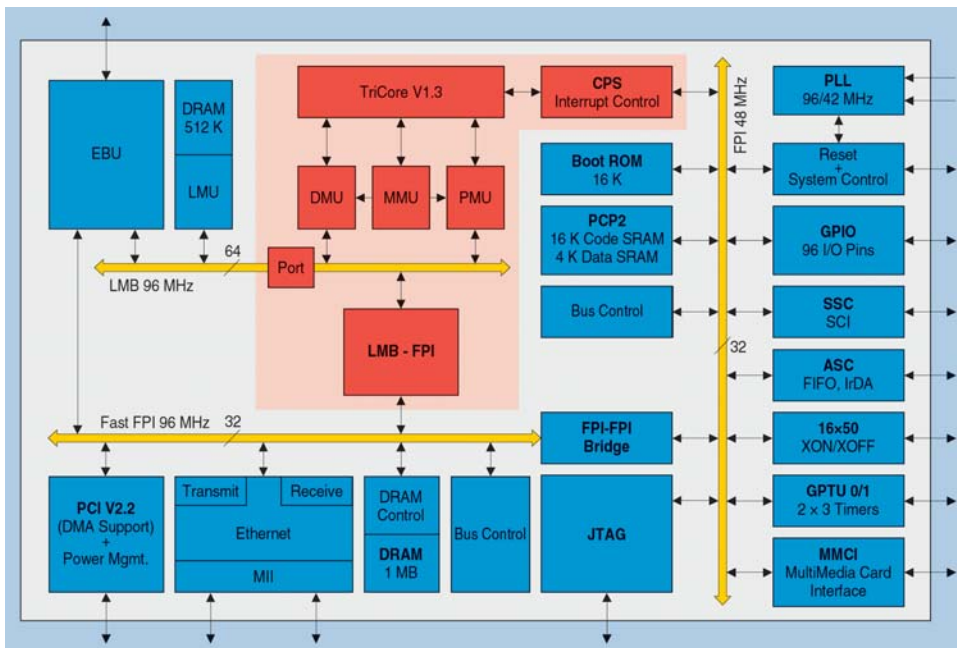 EBU
DRAM
512 K
LMU
TriCore V1.3
CPS
Interrupt Control
DMU
MMU
PMU
64
Port
LMB 96 MHz
LMB - FPI
Fast FPI 96 MHz
32
PCI V2.2
(DMA Support)
+
Power Mgmt.
Transmit
Receive
Ethernet
MII
DRAM
Control
DRAM
1 MB
Bus Control
Boot ROM
16 K
PCP2
16 K Code SRAM
4 K Data SRAM
Bus Control
FPI-FPI
Bridge
JTAG
FPI 48 MHz
32
PLL
96/42 MHz
Reset
+
System Control
GPIO
96 I/O Pins
SSC
SCI
ASC
FIFO, IrDA
16×50
XON/XOFF
GPTU 0/1
2 × 3 Timers
MMCI
MultiMedia Card
Interface